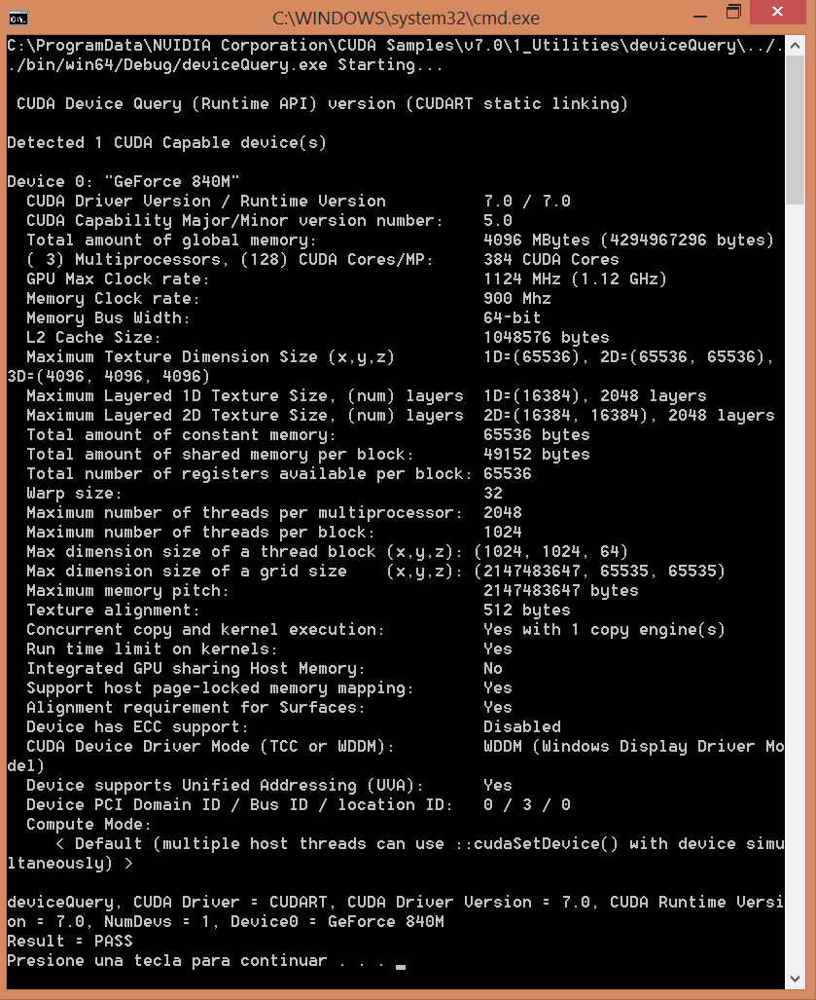 C:\WINDOWS\system32\cmd.exe
C:\ProgramData\NVIDIA Corporation\CUDA Samples\v7.0\1_Utilities\deviceQuery\../.
./bin/win64/Debug/deviceQuery.exe Starting...
CUDA Device Query (Runtime API) version (CUDART static linking)
Detected 1 CUDA Capable device(s)
Device 0: "GeForce 840M"
CUDA Driver Version / Runtime Version 7.0 / 7.0
CUDA Capability Major/Minor version number: 5.0
Total amount of global memory: 4096 MBytes (4294967296 bytes)
( 3) Multiprocessors, (128) CUDA Cores/MP: 384 CUDA Cores
GPU Max Clock rate: 1124 MHz (1.12 GHz)
Memory Clock rate: 900 Mhz
Memory Bus Width: 64-bit
L2 Cache Size: 1048576 bytes
Maximum Texture Dimension Size (x,y,z) 1D=(65536), 2D=(65536, 65536),
3D=(4096, 4096, 4096)
Maximum Layered 1D Texture Size, (num) layers 1D=(16384), 2048 layers
Maximum Layered 2D Texture Size, (num) layers 2D=(16384, 16384), 2048 layers
Total amount of constant memory: 65536 bytes
Total amount of shared memory per block: 49152 bytes
Total number of registers available per block: 65536
Warp size: 32
Maximum number of threads per multiprocessor: 2048
Maximum number of threads per block: 1024
Max dimension size of a thread block (x,y,z): (1024, 1024, 64)
Max dimension size of a grid size (x,y,z): (2147483647, 65535, 65535)
Maximum memory pitch: 2147483647 bytes
Texture alignment: 512 bytes
Concurrent copy and kernel execution: Yes with 1 copy engine(s)
Run time limit on kernels: Yes
Integrated GPU sharing Host Memory: No
Support host page-locked memory mapping: Yes
Alignment requirement for Surfaces: Yes
Device has ECC support: Disabled
CUDA Device Driver Mode (TCC or WDDM): WDDM (Windows Display Driver Mo
del)
Device supports Unified Addressing (UVA): Yes
Device PCI Domain ID / Bus ID / location ID: 0 / 3 / 0
Compute Mode:
< Default (multiple host threads can use ::cudaSetDevice() with device simu
ltaneously) >
deviceQuery, CUDA Driver = CUDART, CUDA Driver Version = 7.0, CUDA Runtime Versi
on = 7.0, NumDevs = 1, Device0 = GeForce 840M
Result = PASS
Presione una tecla para continuar . . .